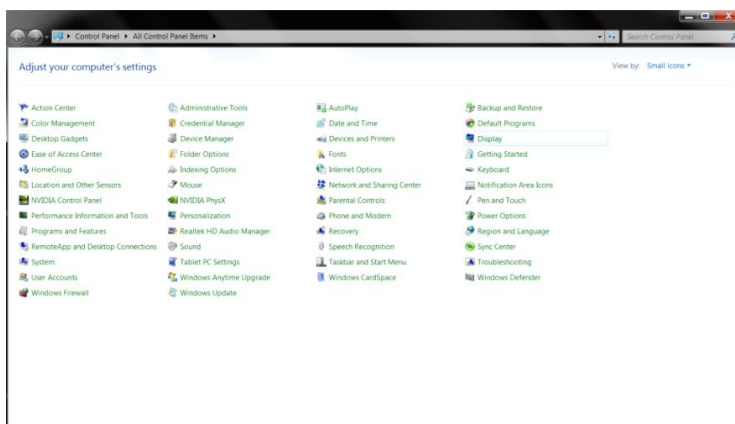 Control Panel ▸ All Control Panel Items ▸
Search Control Panel
Adjust your computer's settings
View by: Small icons
Action Center
Administrative Tools
AutoPlay
Backup and Restore
Color Management
Credential Manager
Date and Time
Default Programs
Desktop Gadgets
Device Manager
Devices and Printers
Display
Ease of Access Center
Folder Options
Fonts
Getting Started
HomeGroup
Indexing Options
Internet Options
Keyboard
Location and Other Sensors
Mouse
Network and Sharing Center
Notification Area Icons
NVIDIA Control Panel
NVIDIA PhysX
Parental Controls
Pen and Touch
Performance Information and Tools
Personalization
Phone and Modem
Power Options
Programs and Features
Realtek HD Audio Manager
Recovery
Region and Language
RemoteApp and Desktop Connections
Sound
Speech Recognition
Sync Center
System
Tablet PC Settings
Taskbar and Start Menu
Troubleshooting
User Accounts
Windows Anytime Upgrade
Windows CardSpace
Windows Defender
Windows Firewall
Windows Update